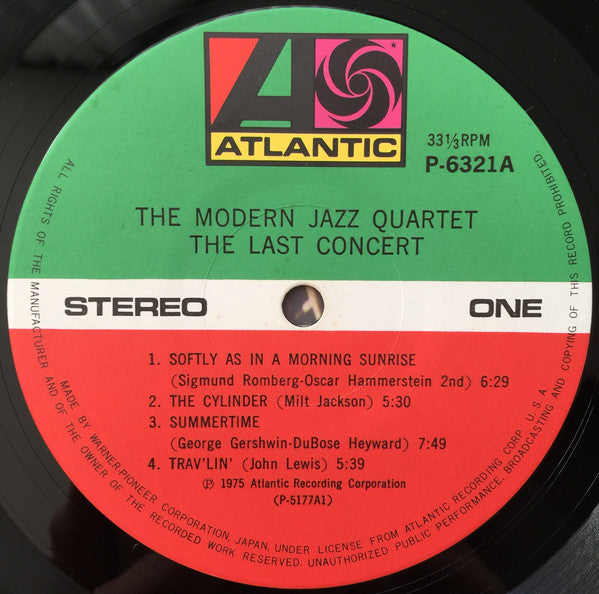 ATLANTIC
33⅓RPM
P-6321A
THE MODERN JAZZ QUARTET
THE LAST CONCERT
STEREO
ONE
1. SOFTLY AS IN A MORNING SUNRISE
(Sigmund Romberg-Oscar Hammerstein 2nd) 6:29
2. THE CYLINDER (Milt Jackson) 5:30
3. SUMMERTIME
(George Gershwin-DuBose Heyward) 7:49
4. TRAV'LIN' (John Lewis) 5:39
℗ 1975 Atlantic Recording Corporation
(P-5177A1)
MADE BY WARNER-PIONEER CORPORATION, JAPAN, UNDER LICENSE FROM ATLANTIC RECORDING CORP. U.S.A.
ALL RIGHTS OF THE MANUFACTURER AND OF THE OWNER OF THE RECORDED WORK RESERVED. UNAUTHORIZED PUBLIC PERFORMANCE, BROADCASTING AND COPYING OF THIS RECORD PROHIBITED.